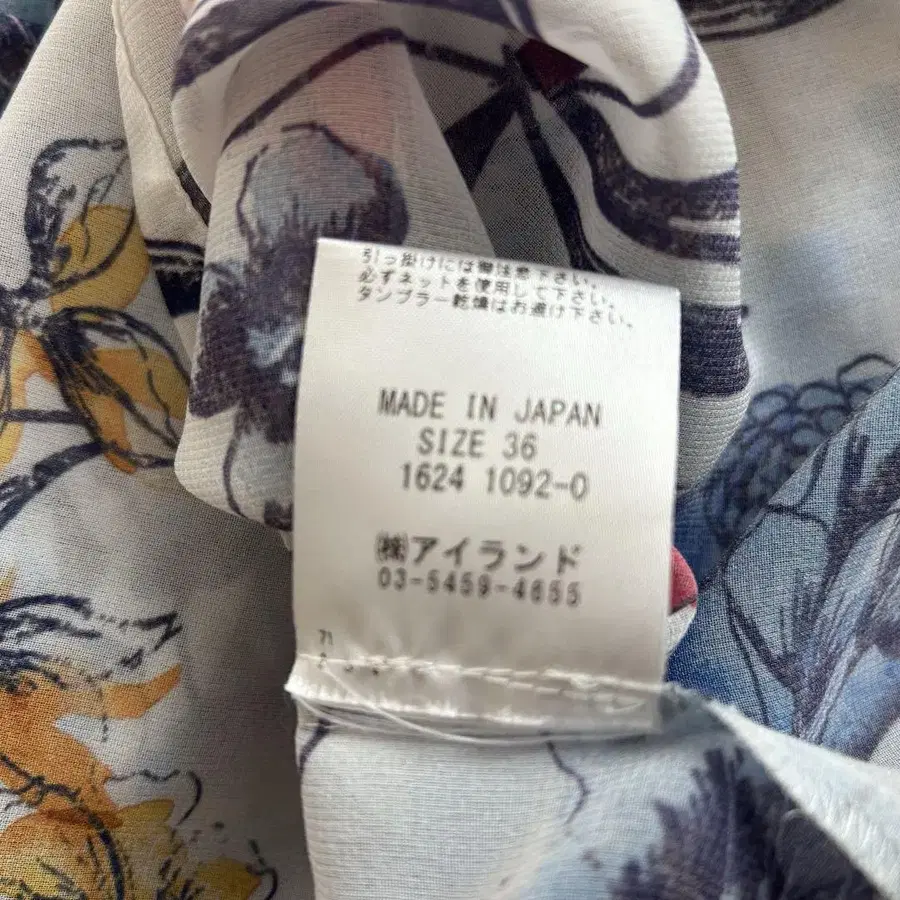 引っ掛けには御注意下さい。
必ずネットを使用して下さい。
タンブラー乾燥はお避け下さい。
MADE IN JAPAN
SIZE 36
1624 1092-0
㈱アイランド
03-5459-4655
71